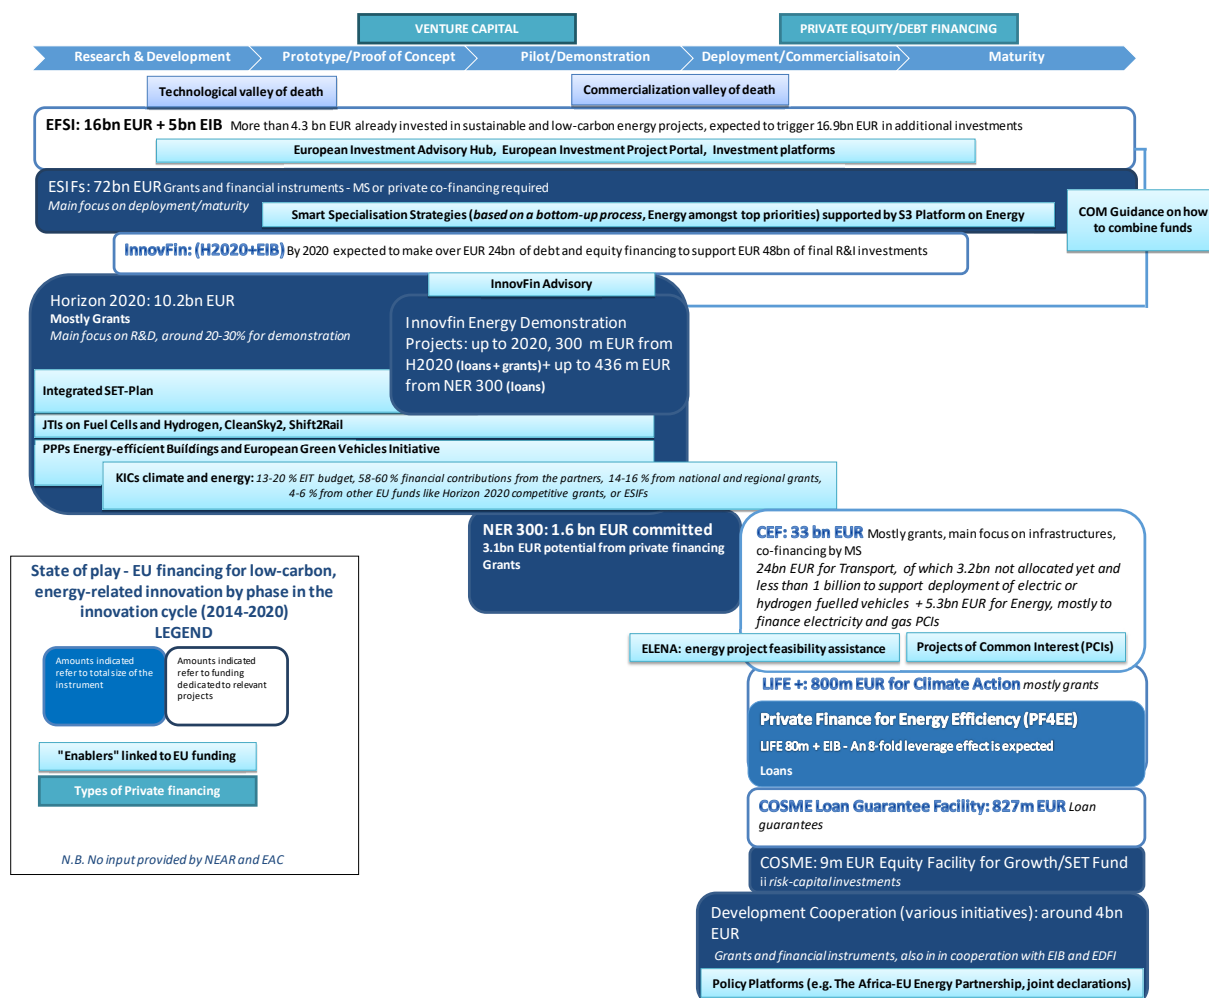 VENTURE CAPITAL
PRIVATE EQUITY/DEBT FINANCING
Research & Development
Prototype/Proof of Concept
Pilot/Demonstration
Deployment/Commercialisatoin
Maturity
Technological valley of death
Commercialization valley of death
EFSI: 16bn EUR + 5bn EIB More than 4.3 bn EUR already invested in sustainable and low-carbon energy projects, expected to trigger 16.9bn EUR in additional investments
European Investment Advisory Hub, European Investment Project Portal, Investment platforms
ESIFs: 72bn EUR Grants and financial instruments - MS or private co-financing required
Main focus on deployment/maturity
Smart Specialisation Strategies (based on a bottom-up process, Energy amongst top priorities) supported by S3 Platform on Energy
COM Guidance on how
to combine funds
InnovFin: (H2020+EIB) By 2020 expected to make over EUR 24bn of debt and equity financing to support EUR 48bn of final R&I investments
InnovFin Advisory
Horizon 2020: 10.2bn EUR
Mostly Grants
Main focus on R&D, around 20-30% for demonstration
Innovfin Energy Demonstration
Projects: up to 2020, 300 m EUR from
H2020 (loans + grants)+ up to 436 m EUR
from NER 300 (loans)
Integrated SET-Plan
JTIs on Fuel Cells and Hydrogen, CleanSky2, Shift2Rail
PPPs Energy-efficient Buildings and European Green Vehicles Initiative
KICs climate and energy: 13-20 % EIT budget, 58-60 % financial contributions from the partners, 14-16 % from national and regional grants,
4-6 % from other EU funds like Horizon 2020 competitive grants, or ESIFs
NER 300: 1.6 bn EUR committed
3.1bn EUR potential from private financing
Grants
CEF: 33 bn EUR Mostly grants, main focus on infrastructures,
co-financing by MS
24bn EUR for Transport, of which 3.2bn not allocated yet and
less than 1 billion to support deployment of electric or
hydrogen fuelled vehicles + 5.3bn EUR for Energy, mostly to
finance electricity and gas PCIs
ELENA: energy project feasibility assistance
Projects of Common Interest (PCIs)
LIFE +: 800m EUR for Climate Action mostly grants
Private Finance for Energy Efficiency (PF4EE)
LIFE 80m + EIB - An 8-fold leverage effect is expected
Loans
COSME Loan Guarantee Facility: 827m EUR Loan
guarantees
COSME: 9m EUR Equity Facility for Growth/SET Fund
ii risk-capital investments
Development Cooperation (various initiatives): around 4bn
EUR
Grants and financial instruments, also in in cooperation with EIB and EDFI
Policy Platforms (e.g. The Africa-EU Energy Partnership, joint declarations)
State of play - EU financing for low-carbon,
energy-related innovation by phase in the
innovation cycle (2014-2020)
LEGEND
Amounts indicated
refer to total size of the
instrument
Amounts indicated
refer to funding
dedicated to relevant
projects
"Enablers" linked to EU funding
Types of Private financing
N.B. No input provided by NEAR and EAC